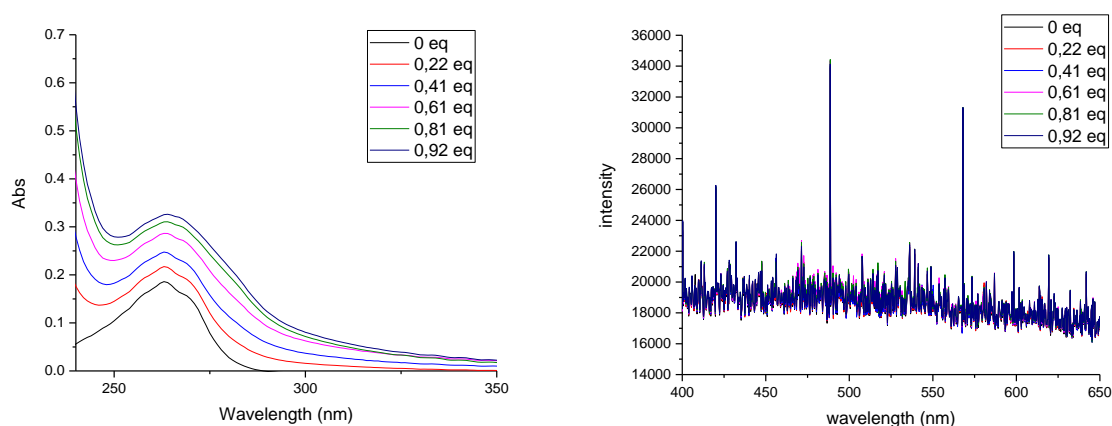 0.7
0.6
0.5
0.4
0.3
0.2
0.1
0.0
Abs
250
300
350
Wavelength (nm)
0 eq
0,22 eq
0,41 eq
0,61 eq
0,81 eq
0,92 eq
36000
34000
32000
30000
28000
26000
24000
22000
20000
18000
16000
14000
intensity
400
450
500
550
600
650
wavelength (nm)
0 eq
0,22 eq
0,41 eq
0,61 eq
0,81 eq
0,92 eq